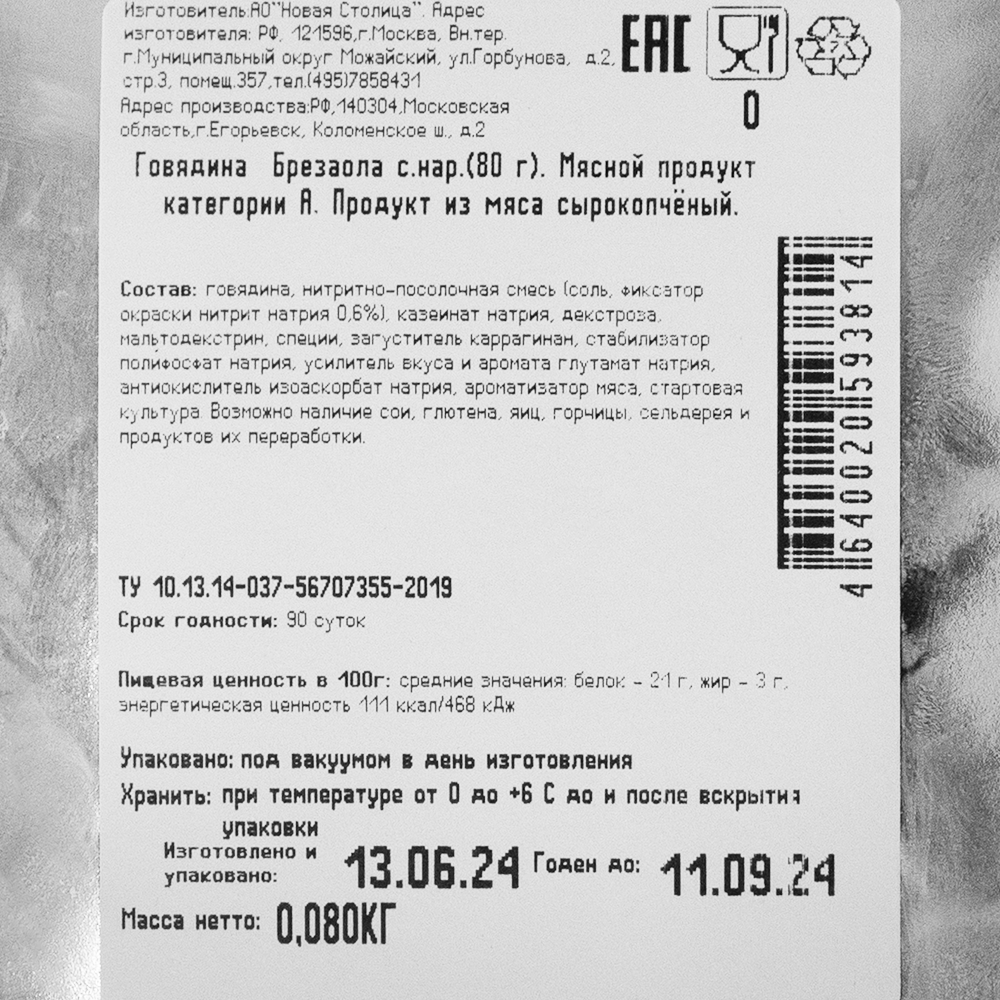 Изготовитель:АО"Новая Столица". Адрес
изготовителя: РФ, 121596,г.Москва, Вн.тер.
г.Муниципальный округ Можайский, ул.Горбунова, д.2,
стр.3, помещ.357,тел.(495)7858431
Адрес производства:РФ,140304,Московская
область,г.Егорьевск, Коломенское ш., д.2
EAC
7
0
Говядина Брезаола с.нар.(80 г). Мясной продукт
категории А. Продукт из мяса сырокопчёный.
Состав: говядина, нитритно-посолочная смесь (соль, фиксатор
окраски нитрит натрия 0,6%), казеинат натрия, декстроза,
мальтодекстрин, специи, загуститель каррагинан, стабилизатор
полифосфат натрия, усилитель вкуса и аромата глутамат натрия,
антиокислитель изоаскорбат натрия, ароматизатор мяса, стартовая
культура. Возможно наличие сои, глютена, яиц, горчицы, сельдерея и
продуктов их переработки.
4 640020 593814
ТУ 10.13.14-037-56707355-2019
Срок годности: 90 суток
Пищевая ценность в 100г: средние значения: белок - 21 г, жир - 3 г,
энергетическая ценность 111 ккал/468 кДж
Упаковано: под вакуумом в день изготовления
Хранить: при температуре от 0 до +6 С до и после вскрытия
упаковки
Изготовлено и
упаковано: 13.06.24 Годен до: 11.09.24
Масса нетто: 0,080КГ